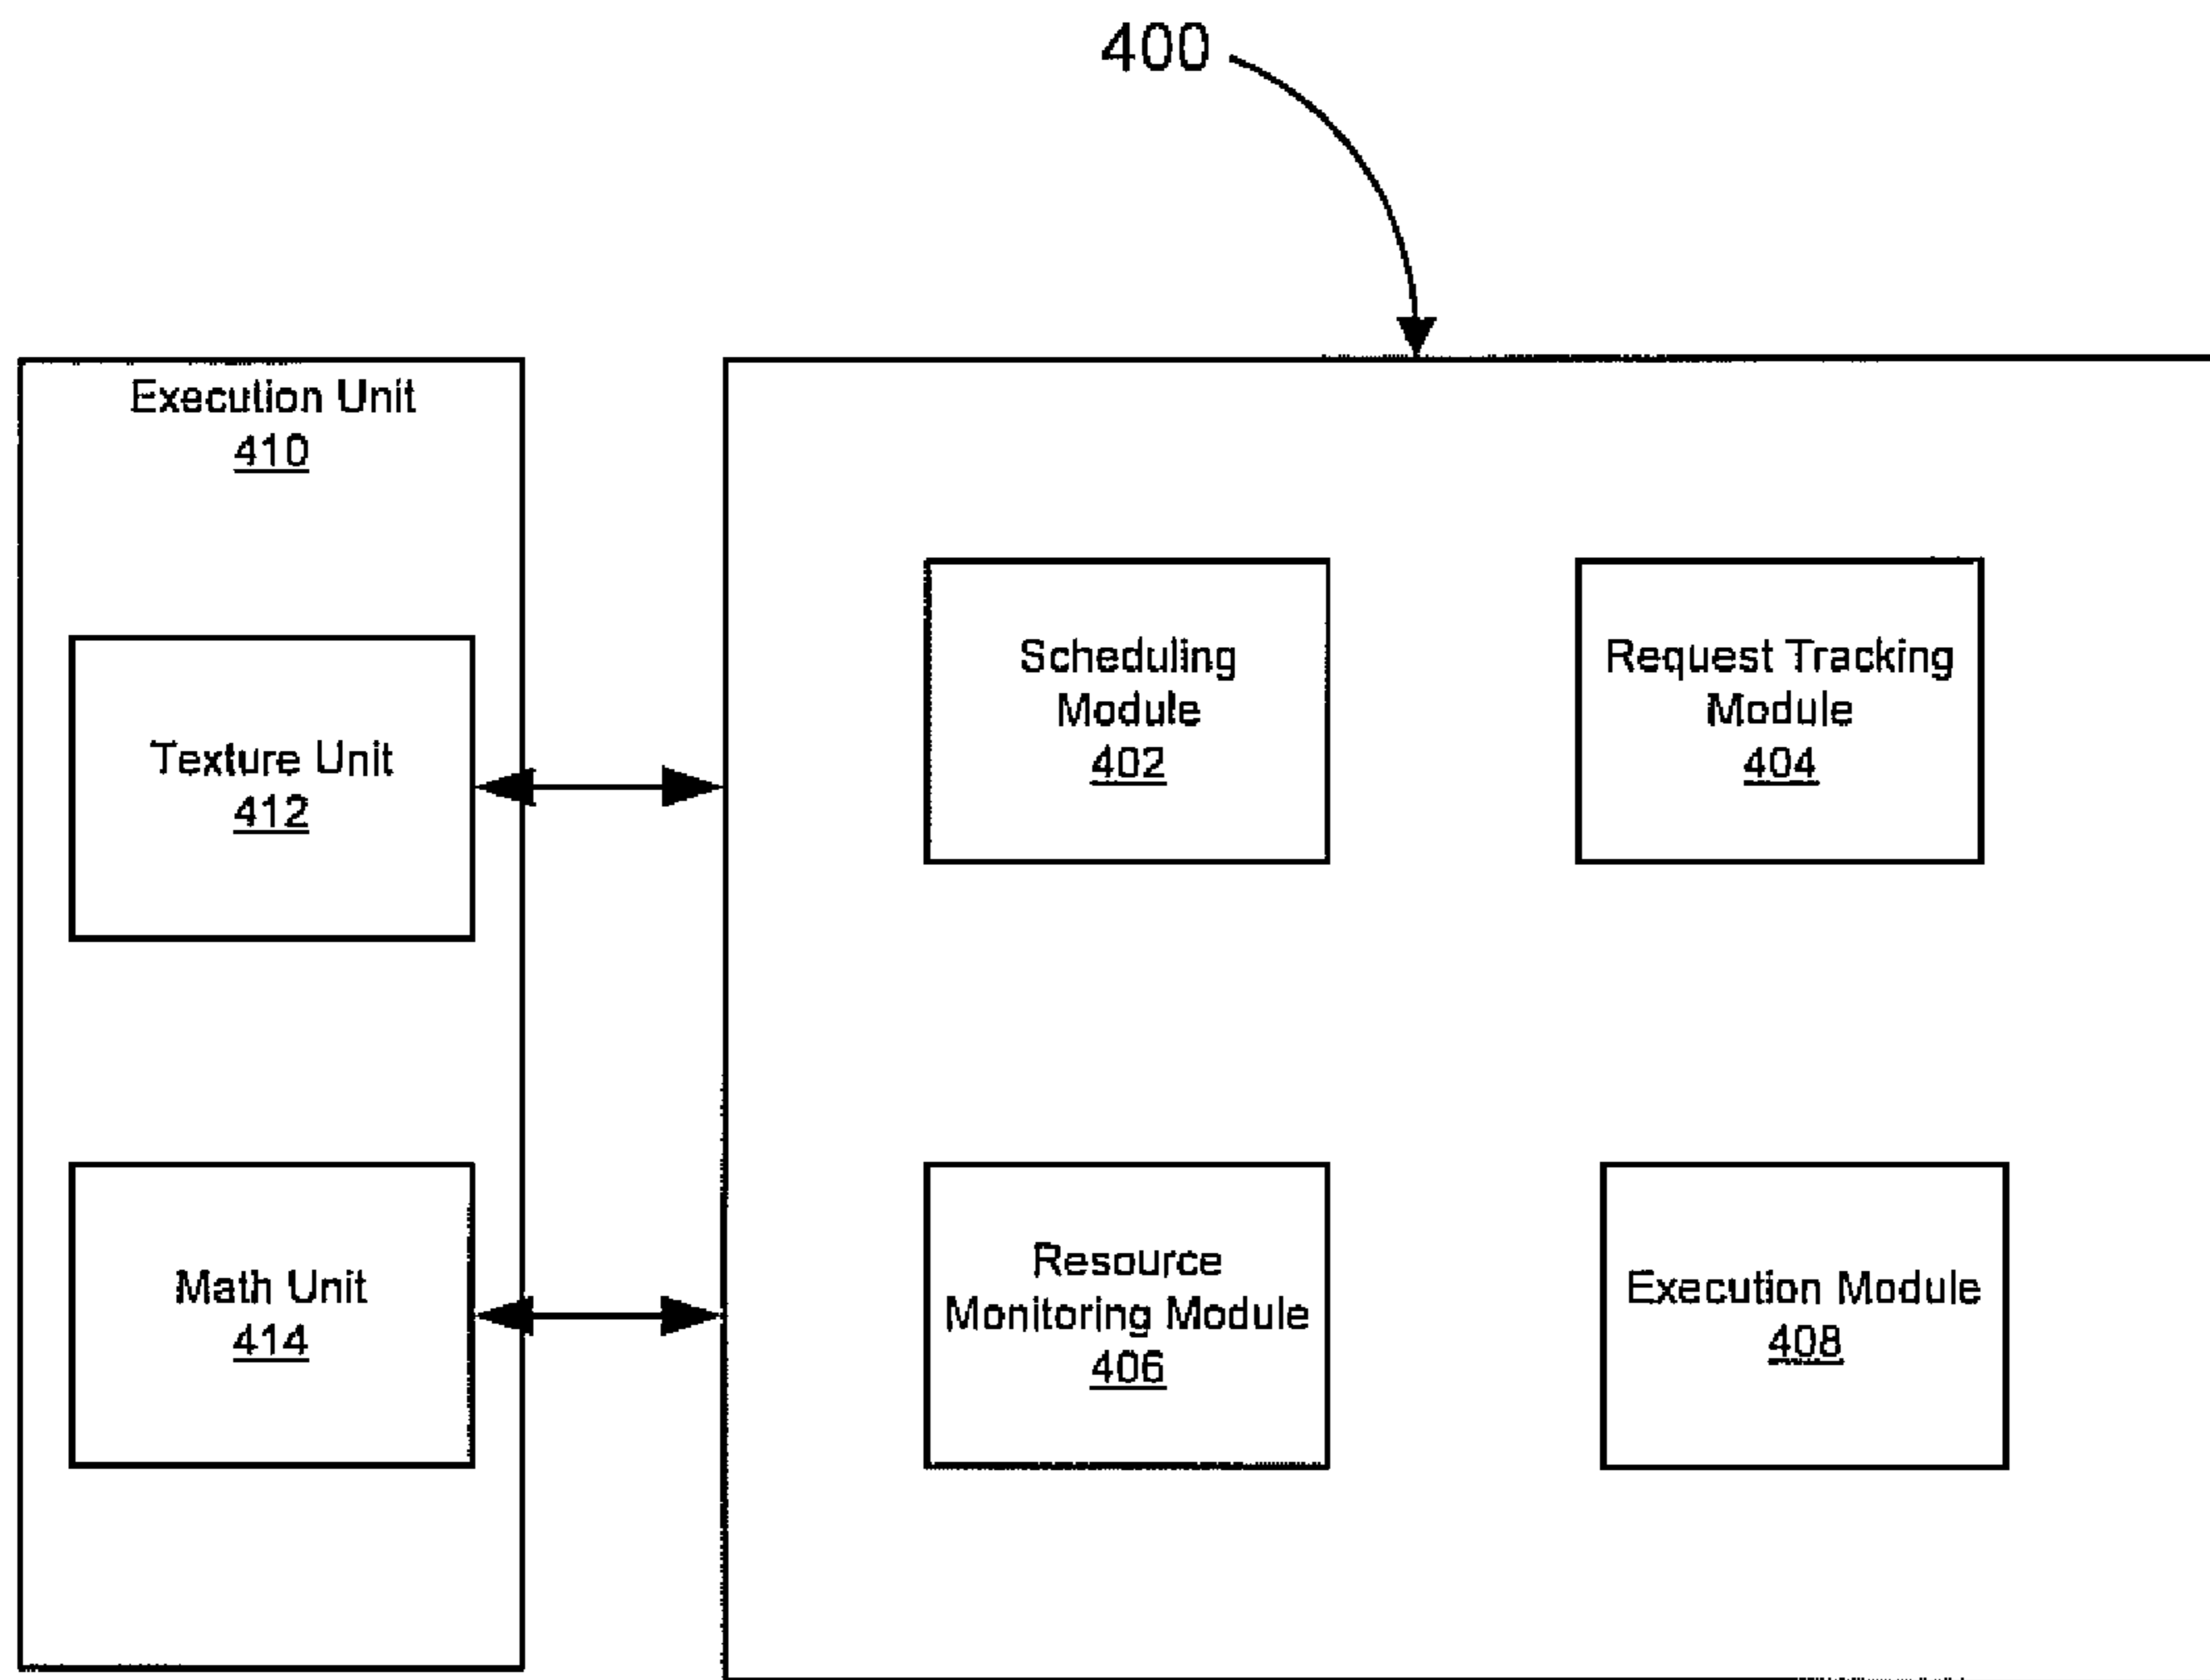 400
Execution Unit
410
Texture Unit
412
Math Unit
414
Scheduling
Module
402
Request Tracking
Module
404
Resource
Monitoring Module
406
Execution Module
408